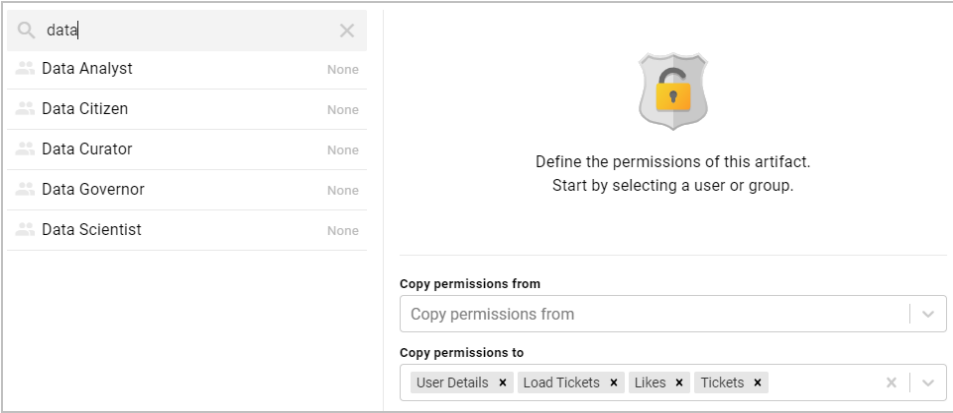 data
Data Analyst None
Data Citizen None
Data Curator None
Data Governor None
Data Scientist None
Define the permissions of this artifact.
Start by selecting a user or group.
Copy permissions from
Copy permissions from
Copy permissions to
User Details × Load Tickets × Likes × Tickets ×